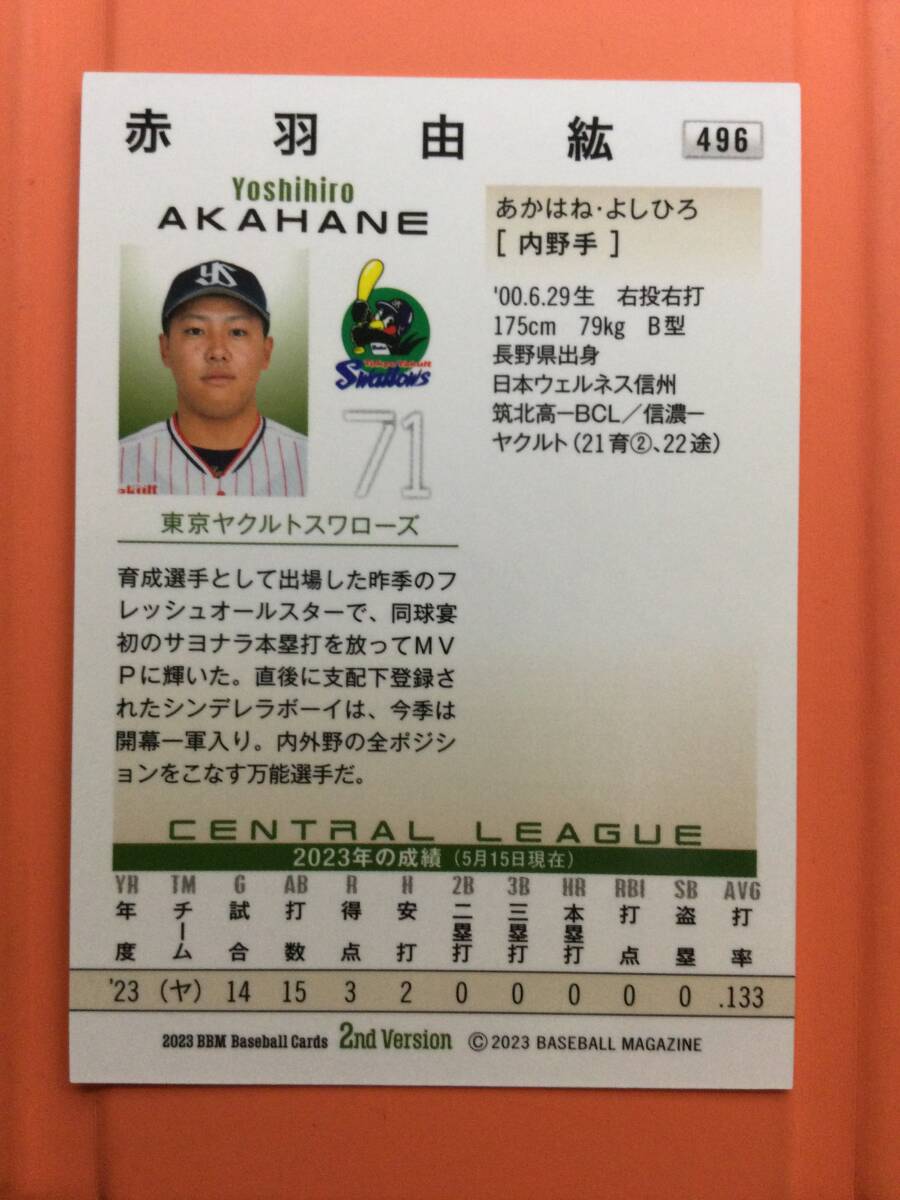 赤羽由紘 496
Yoshihiro
AKAHANE
あかはね・よしひろ
[ 内野手 ]
'00.6.29生 右投右打
175cm 79kg B型
長野県出身
日本ウェルネス信州
筑北高ーBCL／信濃ー
ヤクルト（21育②、22途）
YS
akult
Tokyo Yakult
Swallows
71
東京ヤクルトスワローズ
育成選手として出場した昨季のフ
レッシュオールスターで、同球宴
初のサヨナラ本塁打を放ってＭＶ
Ｐに輝いた。直後に支配下登録さ
れたシンデレラボーイは、今季は
開幕一軍入り。内外野の全ポジシ
ョンをこなす万能選手だ。
CENTRAL LEAGUE
2023年の成績（5月15日現在）
YR TM G AB R H 2B 3B HR RBI SB AVG
年度 チーム 試合 打数 得点 安打 二塁打 三塁打 本塁打 打点 盗塁 打率
'23 （ヤ） 14 15 3 2 0 0 0 0 0 .133
2023 BBM Baseball Cards 2nd Version ©2023 BASEBALL MAGAZINE